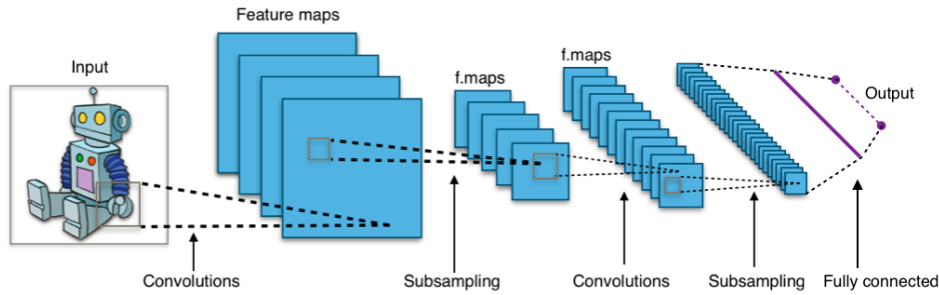 Feature maps
Input
f.maps
f.maps
Output
Convolutions
Subsampling
Convolutions
Subsampling
Fully connected